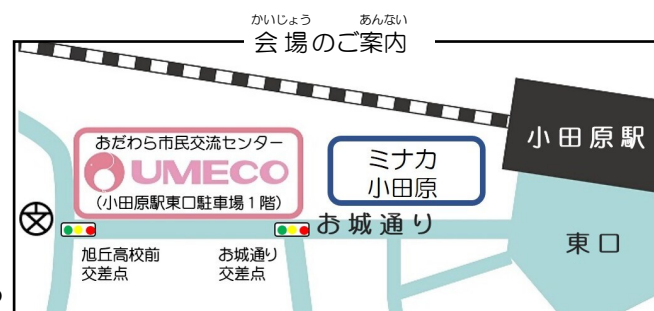 かいじょう　あんない
会場のご案内
小田原駅
おだわら市民交流センター
UMECO
(小田原駅東口駐車場1階)
ミナカ
小田原
お城通り
東口
旭丘高校前
交差点
お城通り
交差点